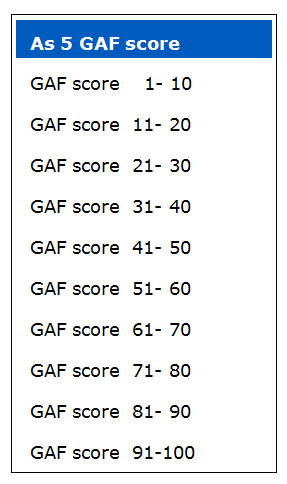 As 5 GAF score
GAF score 1- 10
GAF score 11- 20
GAF score 21- 30
GAF score 31- 40
GAF score 41- 50
GAF score 51- 60
GAF score 61- 70
GAF score 71- 80
GAF score 81- 90
GAF score 91-100